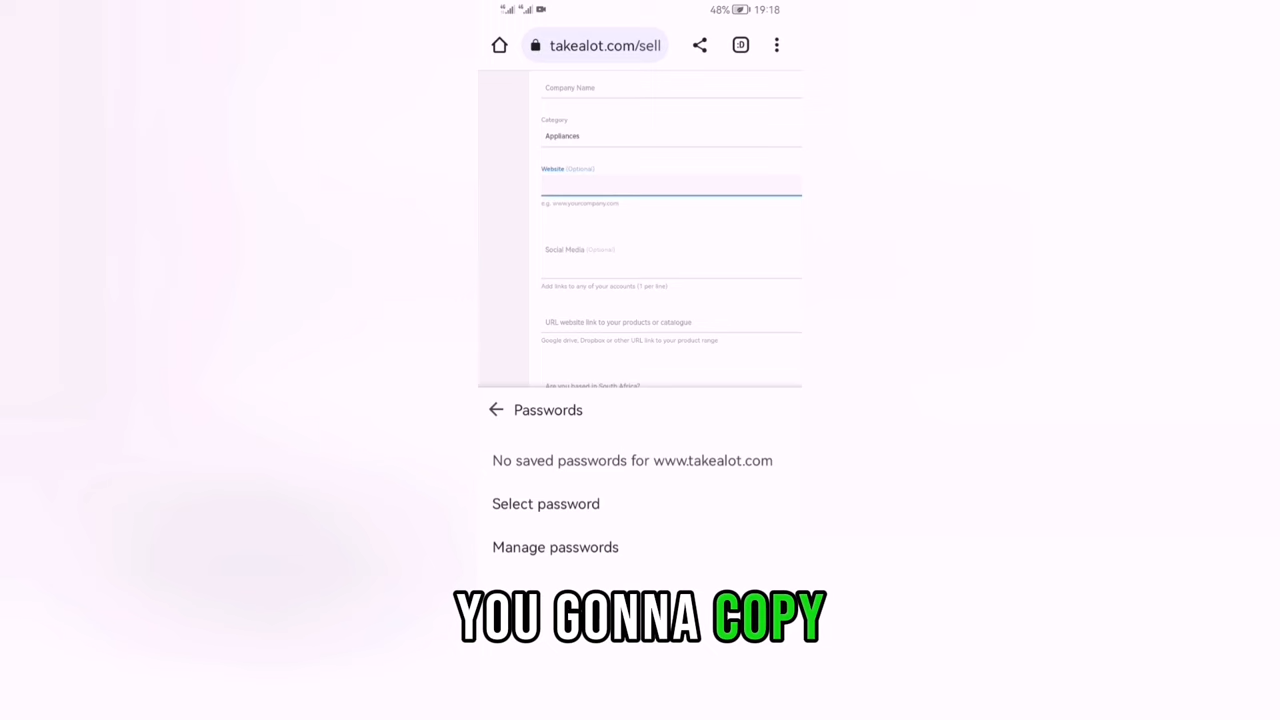 48% 19:18
takealot.com/sell :D
Company Name
Category
Appliances
Website (Optional)
e.g. www.yourcompany.com
Social Media (Optional)
Add links to any of your accounts (1 per line)
URL website link to your products or catalogue
Google drive, Dropbox or other URL link to your product range
Are you based in South Africa?
Passwords
No saved passwords for www.takealot.com
Select password
Manage passwords
YOU GONNA COPY